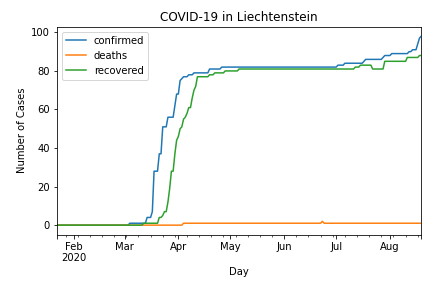 COVID-19 in Liechtenstein
confirmed
deaths
recovered
Number of Cases
100
80
60
40
20
0
Feb Mar Apr May Jun Jul Aug
2020
Day